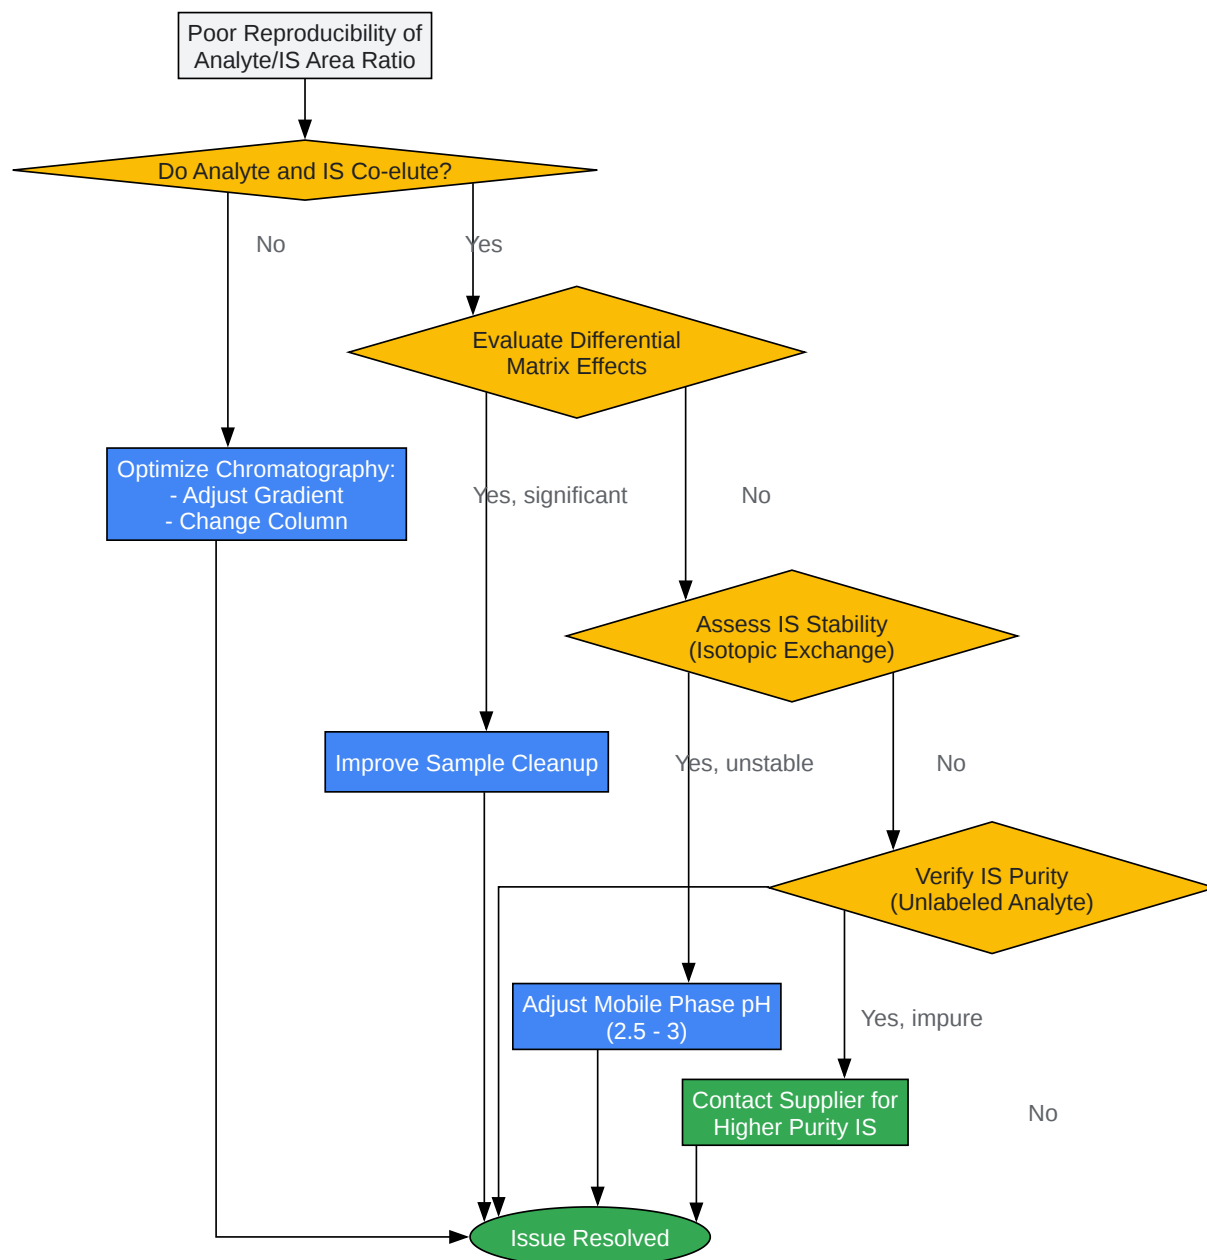 Poor Reproducibility of
Analyte/IS Area Ratio
Do Analyte and IS Co-elute?
No
Yes
Evaluate Differential
Matrix Effects
Optimize Chromatography:
- Adjust Gradient
- Change Column
Yes, significant
No
Assess IS Stability
(Isotopic Exchange)
Improve Sample Cleanup
Yes, unstable
No
Verify IS Purity
(Unlabeled Analyte)
Adjust Mobile Phase pH
(2.5 - 3)
Yes, impure
Contact Supplier for
Higher Purity IS
No
Issue Resolved